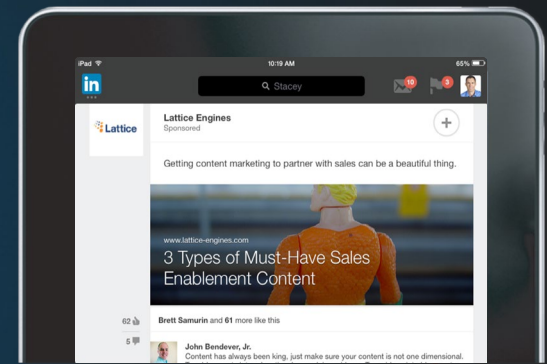 iPad 10:19 AM 65%
in
Stacey
10
3
Lattice
Lattice Engines
Sponsored
Getting content marketing to partner with sales can be a beautiful thing.
www.lattice-engines.com
3 Types of Must-Have Sales
Enablement Content
62
Brett Samurin and 61 more like this
5
John Bendever, Jr.
Content has always been king, just make sure your content is not one dimensional.